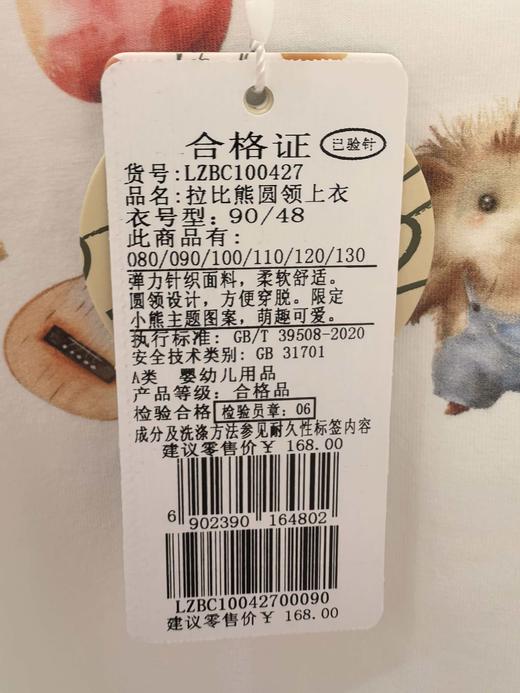 合格证 已验针
货号:LZBC100427
品名:拉比熊圆领上衣
衣号型:90/48
此商品有:
080/090/100/110/120/130
弹力针织面料，柔软舒适。
圆领设计，方便穿脱。限定
小熊主题图案，萌趣可爱。
执行标准: GB/T 39508-2020
安全技术类别: GB 31701
A类 婴幼儿用品
产品等级: 合格品
检验合格 检验员章: 06
成分及洗涤方法参见耐久性标签内容
建议零售价¥ 168.00
6 902390 164802
LZBC10042700090
建议零售价¥ 168.00